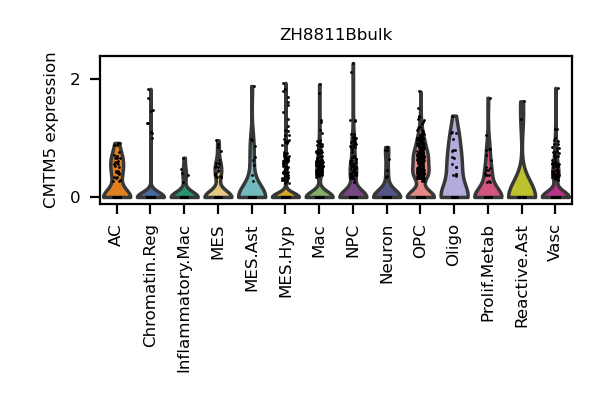 ZH8811Bbulk
CMTM5 expression
2
0
AC
Chromatin.Reg
Inflammatory.Mac
MES
MES.Ast
MES.Hyp
Mac
NPC
Neuron
OPC
Oligo
Prolif.Metab
Reactive.Ast
Vasc